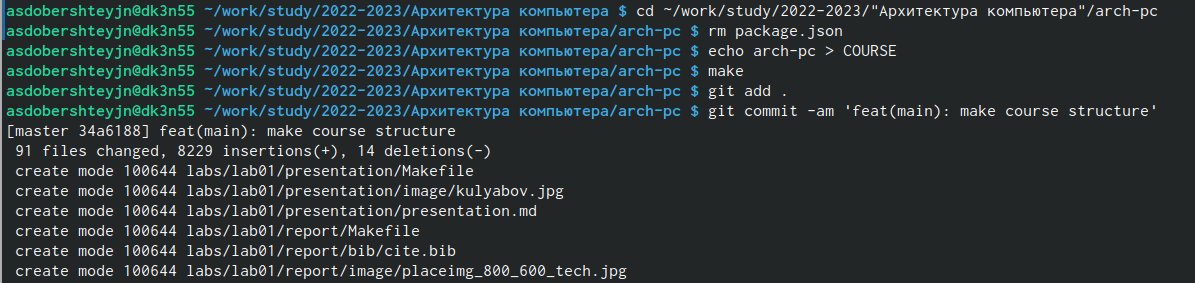 asdobershteyjn@dk3n55 ~/work/study/2022-2023/Архитектура компьютера $ cd ~/work/study/2022-2023/"Архитектура компьютера"/arch-pc
asdobershteyjn@dk3n55 ~/work/study/2022-2023/Архитектура компьютера/arch-pc $ rm package.json
asdobershteyjn@dk3n55 ~/work/study/2022-2023/Архитектура компьютера/arch-pc $ echo arch-pc > COURSE
asdobershteyjn@dk3n55 ~/work/study/2022-2023/Архитектура компьютера/arch-pc $ make
asdobershteyjn@dk3n55 ~/work/study/2022-2023/Архитектура компьютера/arch-pc $ git add .
asdobershteyjn@dk3n55 ~/work/study/2022-2023/Архитектура компьютера/arch-pc $ git commit -am 'feat(main): make course structure'
[master 34a6188] feat(main): make course structure
 91 files changed, 8229 insertions(+), 14 deletions(-)
 create mode 100644 labs/lab01/presentation/Makefile
 create mode 100644 labs/lab01/presentation/image/kulyabov.jpg
 create mode 100644 labs/lab01/presentation/presentation.md
 create mode 100644 labs/lab01/report/Makefile
 create mode 100644 labs/lab01/report/bib/cite.bib
 create mode 100644 labs/lab01/report/image/placeimg_800_600_tech.jpg